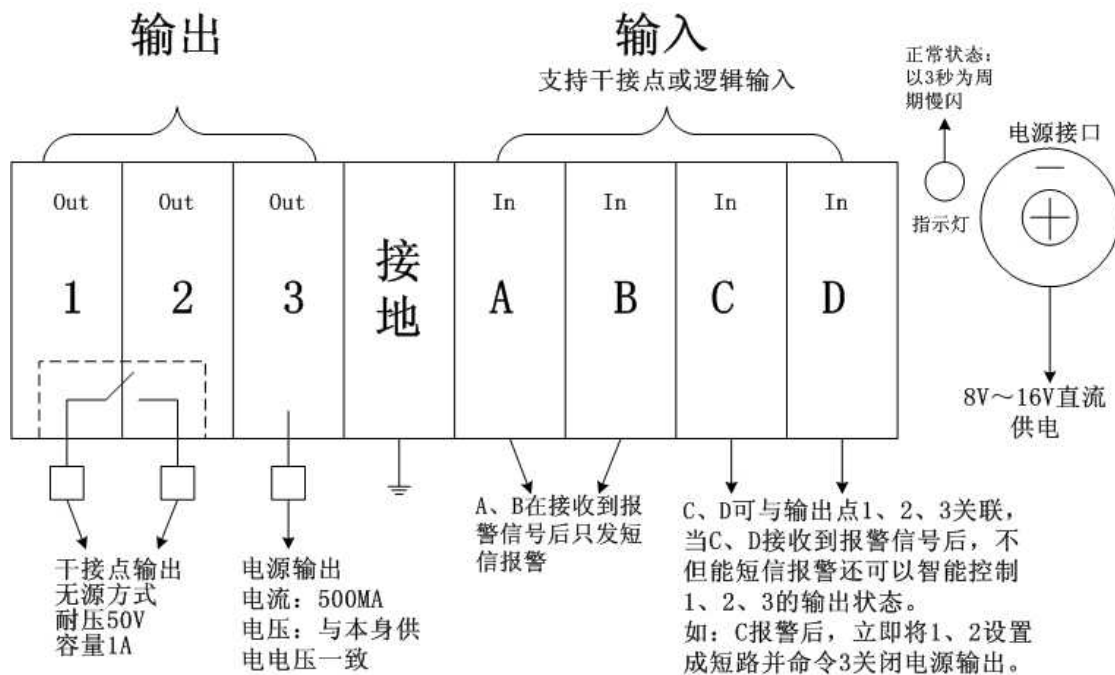 输出
输入
支持干接点或逻辑输入
正常状态：
以3秒为周
期慢闪
电源接口
Out
Out
Out
In
In
In
In
指示灯
1
2
3
接
地
A
B
C
D
8V～16V直流
供电
干接点输出
无源方式
耐压50V
容量1A
电源输出
电流：500MA
电压：与本身供
电电压一致
A、B在接收到报
警信号后只发短
信报警
C、D可与输出点1、2、3关联，
当C、D接收到报警信号后，不
但能短信报警还可以智能控制
1、2、3的输出状态。
如：C报警后，立即将1、2设置
成短路并命令3关闭电源输出。